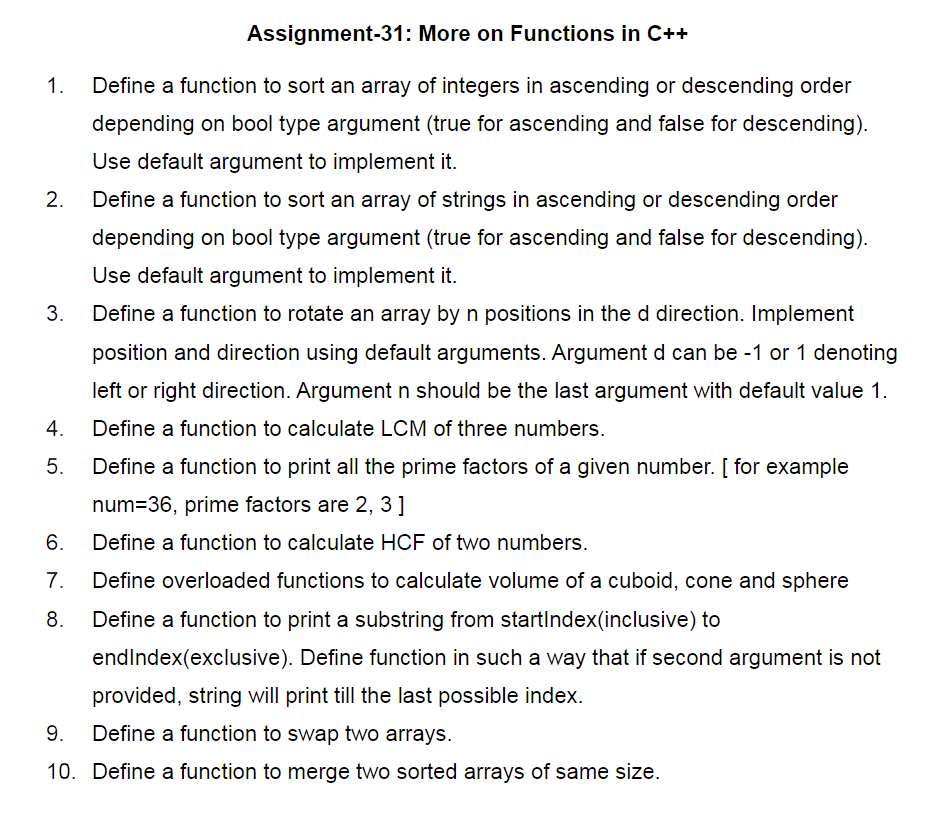 Assignment-31: More on Functions in C++
1. Define a function to sort an array of integers in ascending or descending order
depending on bool type argument (true for ascending and false for descending).
Use default argument to implement it.
2. Define a function to sort an array of strings in ascending or descending order
depending on bool type argument (true for ascending and false for descending).
Use default argument to implement it.
3. Define a function to rotate an array by n positions in the d direction. Implement
position and direction using default arguments. Argument d can be -1 or 1 denoting
left or right direction. Argument n should be the last argument with default value 1.
4. Define a function to calculate LCM of three numbers.
5. Define a function to print all the prime factors of a given number. [ for example
num=36, prime factors are 2, 3 ]
6. Define a function to calculate HCF of two numbers.
7. Define overloaded functions to calculate volume of a cuboid, cone and sphere
8. Define a function to print a substring from startIndex(inclusive) to
endIndex(exclusive). Define function in such a way that if second argument is not
provided, string will print till the last possible index.
9. Define a function to swap two arrays.
10. Define a function to merge two sorted arrays of same size.